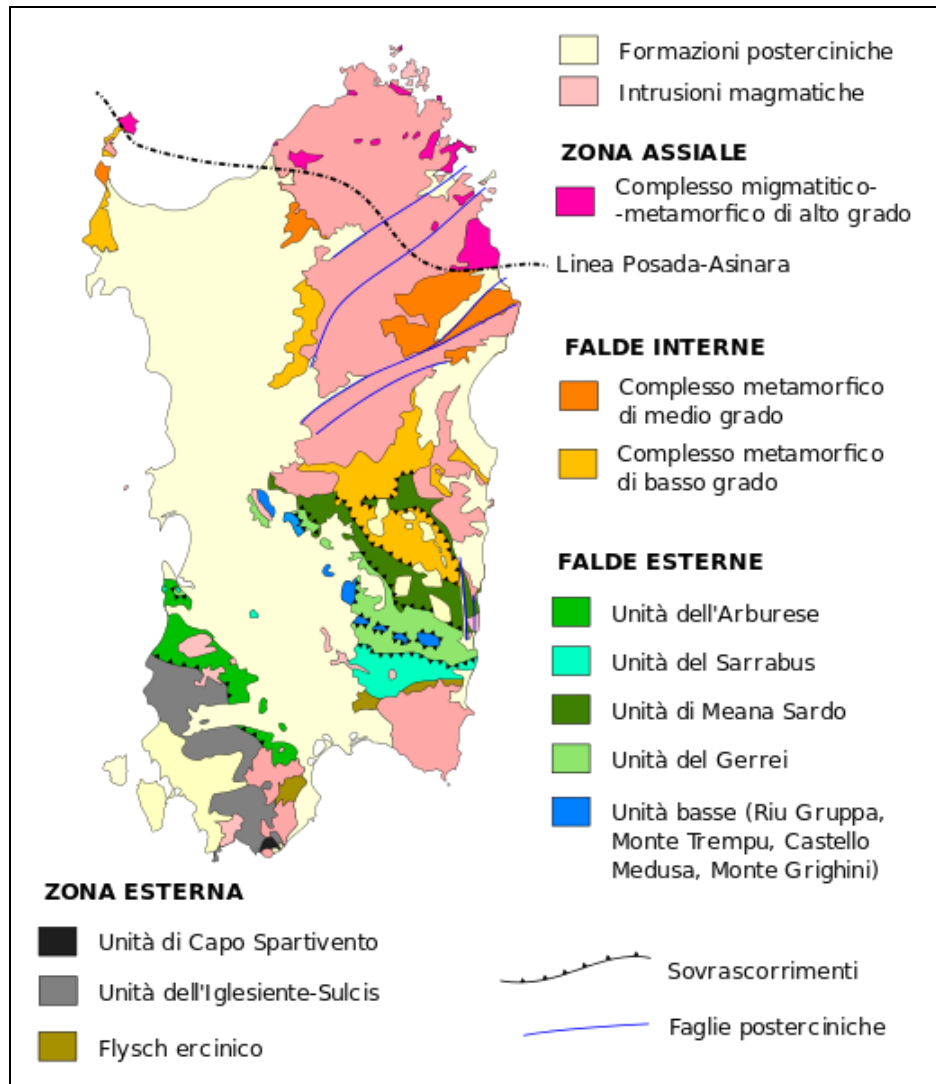 Formazioni posterciniche
Intrusioni magmatiche
ZONA ASSIALE
Complesso migmatitico-
-metamorfico di alto grado
Linea Posada-Asinara
FALDE INTERNE
Complesso metamorfico
di medio grado
Complesso metamorfico
di basso grado
FALDE ESTERNE
Unità dell'Arburese
Unità del Sarrabus
Unità di Meana Sardo
Unità del Gerrei
Unità basse (Riu Gruppa,
Monte Trempu, Castello
Medusa, Monte Grighini)
ZONA ESTERNA
Unità di Capo Spartivento
Unità dell'Iglesiente-Sulcis
Flysch ercinico
Sovrascorrimenti
Faglie posterciniche